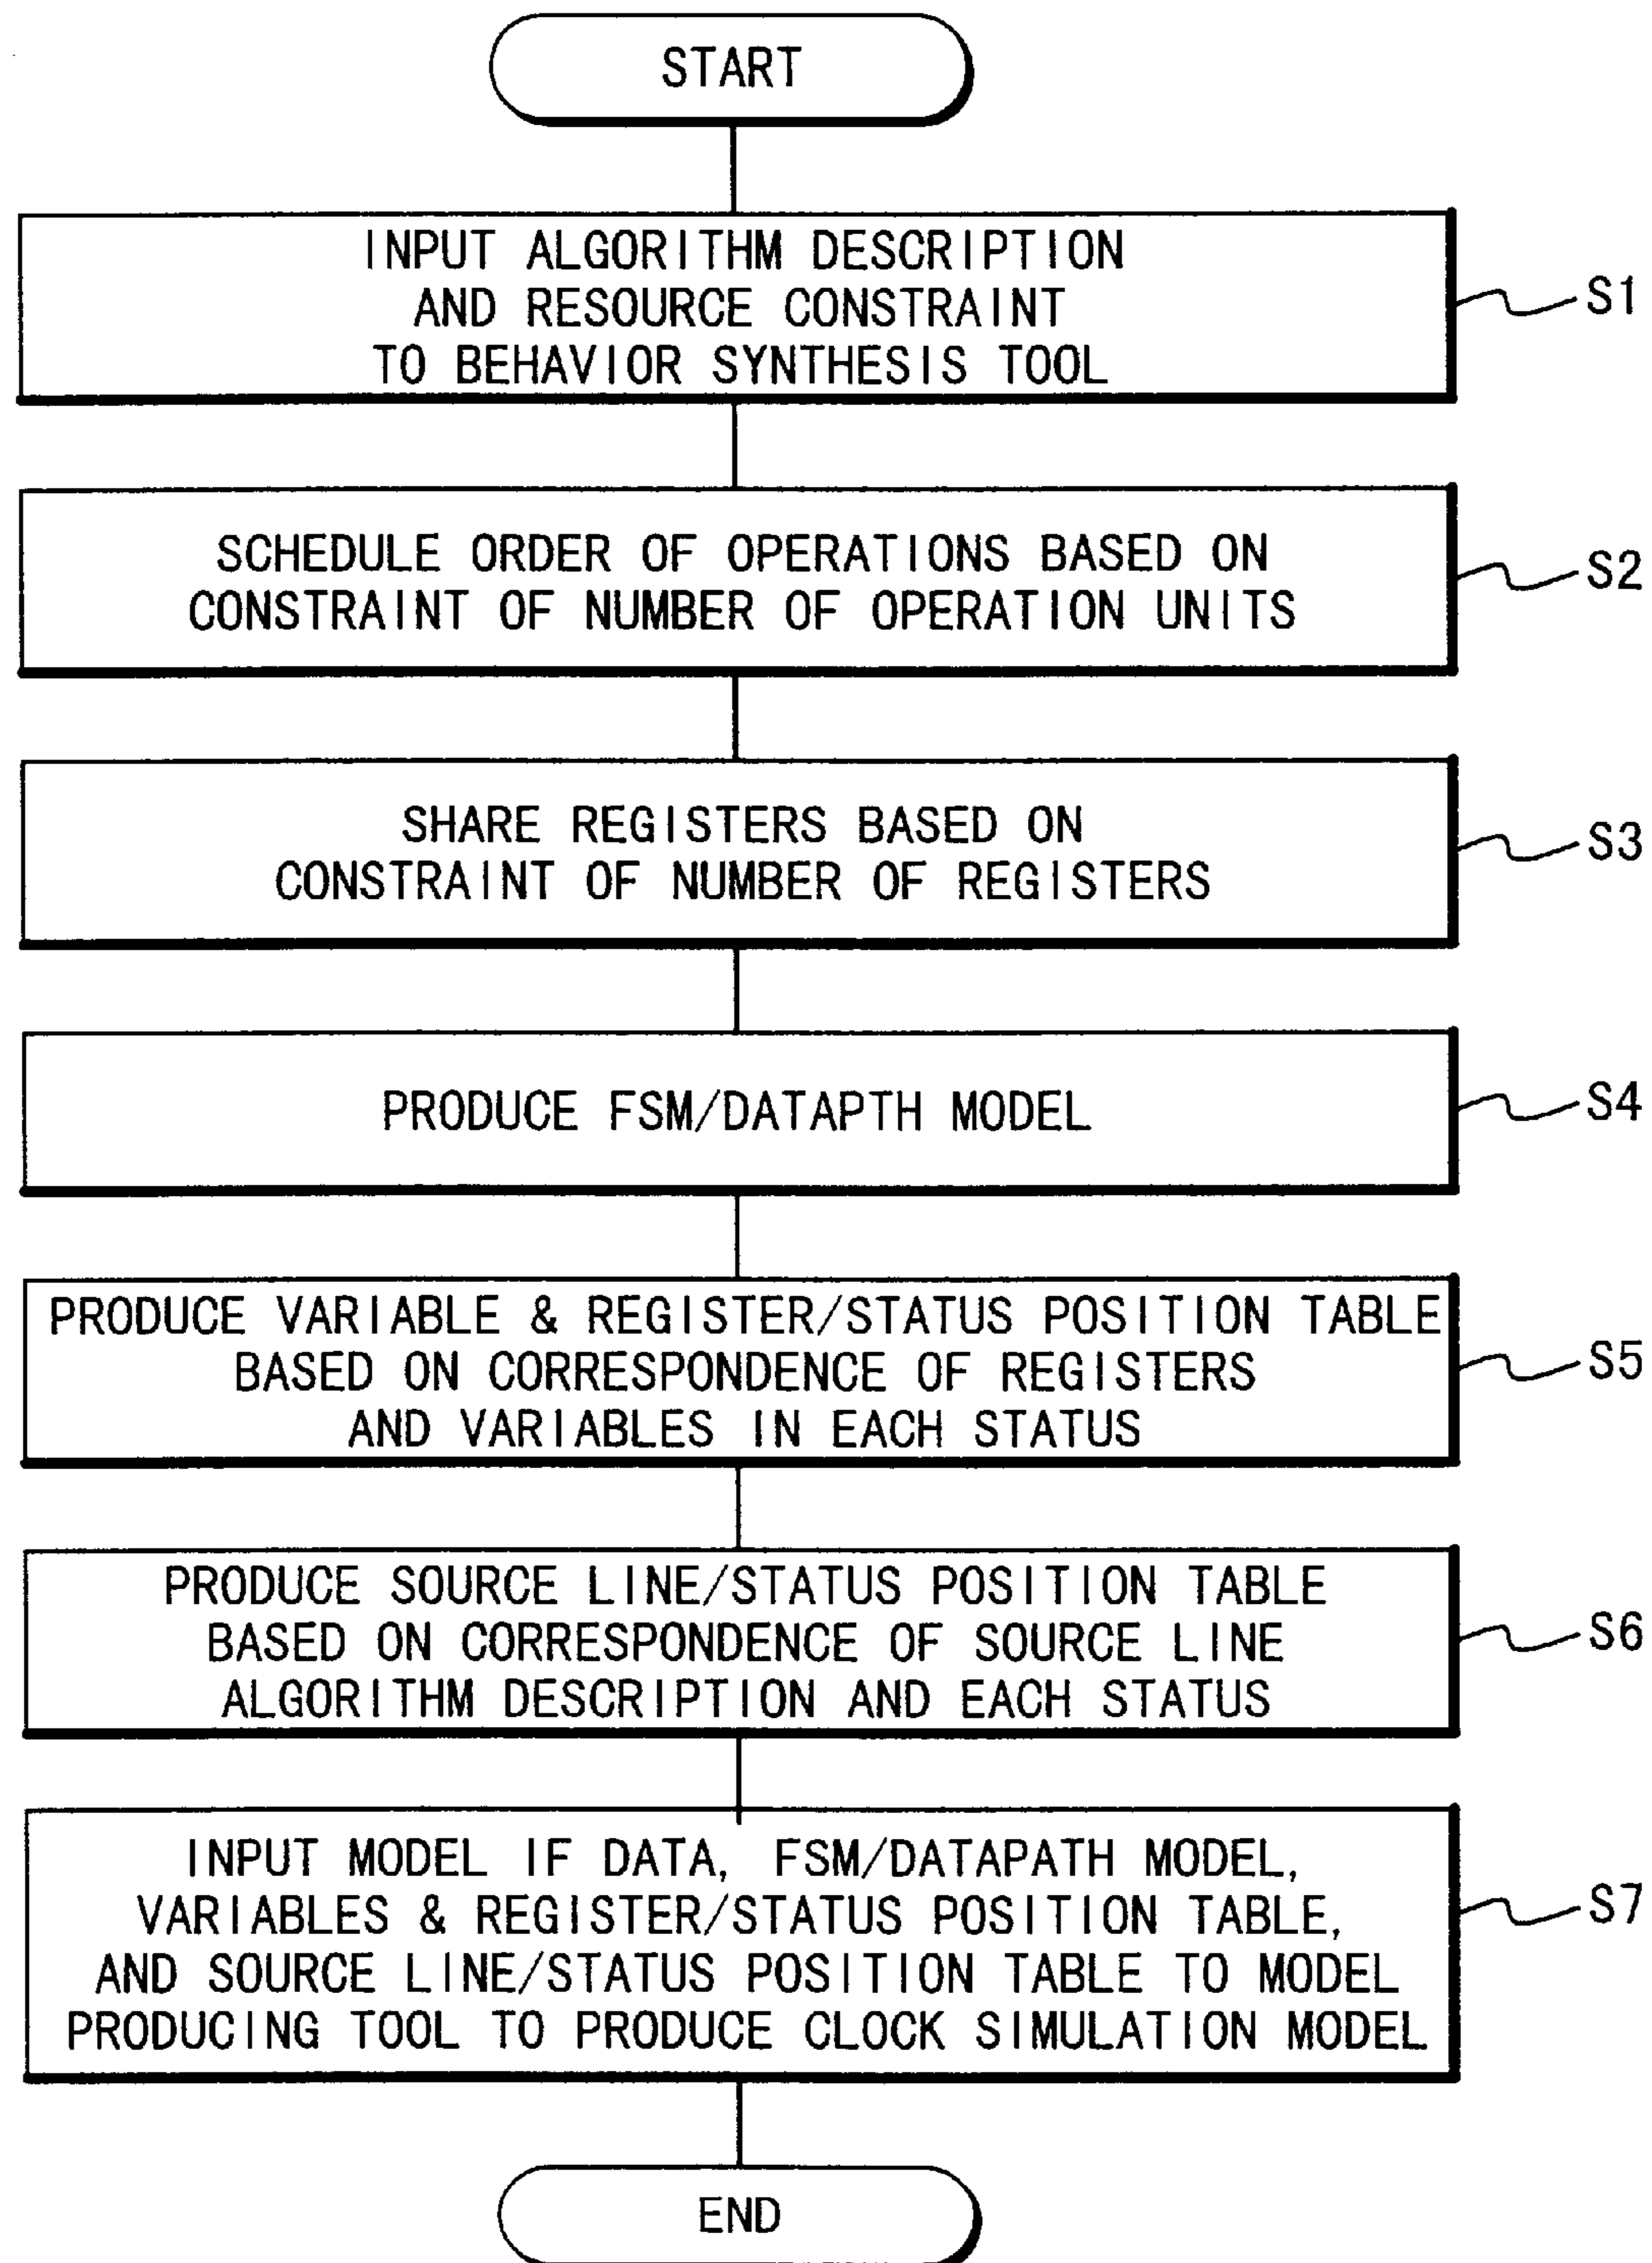 START
INPUT ALGORITHM DESCRIPTION
AND RESOURCE CONSTRAINT
TO BEHAVIOR SYNTHESIS TOOL
S1
SCHEDULE ORDER OF OPERATIONS BASED ON
CONSTRAINT OF NUMBER OF OPERATION UNITS
S2
SHARE REGISTERS BASED ON
CONSTRAINT OF NUMBER OF REGISTERS
S3
PRODUCE FSM/DATAPTH MODEL
S4
PRODUCE VARIABLE & REGISTER/STATUS POSITION TABLE
BASED ON CORRESPONDENCE OF REGISTERS
AND VARIABLES IN EACH STATUS
S5
PRODUCE SOURCE LINE/STATUS POSITION TABLE
BASED ON CORRESPONDENCE OF SOURCE LINE
ALGORITHM DESCRIPTION AND EACH STATUS
S6
INPUT MODEL IF DATA, FSM/DATAPATH MODEL,
VARIABLES & REGISTER/STATUS POSITION TABLE,
AND SOURCE LINE/STATUS POSITION TABLE TO MODEL
PRODUCING TOOL TO PRODUCE CLOCK SIMULATION MODEL
S7
END